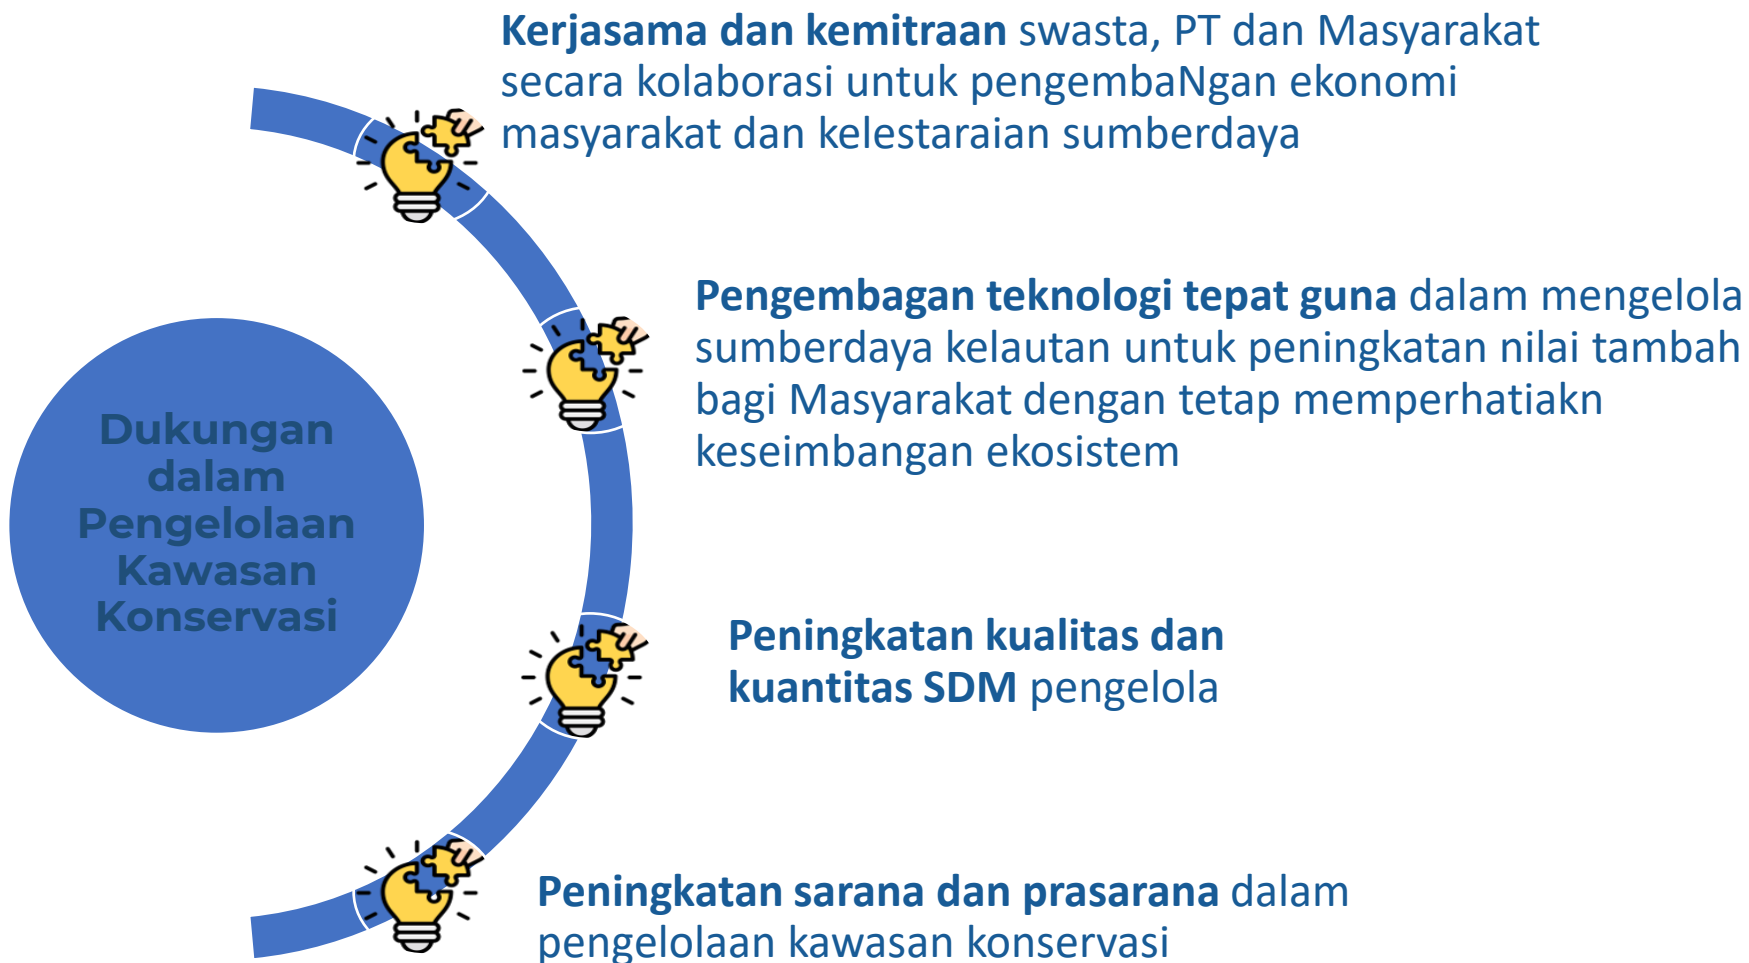 Kerjasama dan kemitraan swasta, PT dan Masyarakat
secara kolaborasi untuk pengembaNgan ekonomi
masyarakat dan kelestaraian sumberdaya
Pengembagan teknologi tepat guna dalam mengelola
sumberdaya kelautan untuk peningkatan nilai tambah
bagi Masyarakat dengan tetap memperhatiakn
keseimbangan ekosistem
Dukungan
dalam
Pengelolaan
Kawasan
Konservasi
Peningkatan kualitas dan
kuantitas SDM pengelola
Peningkatan sarana dan prasarana dalam
pengelolaan kawasan konservasi